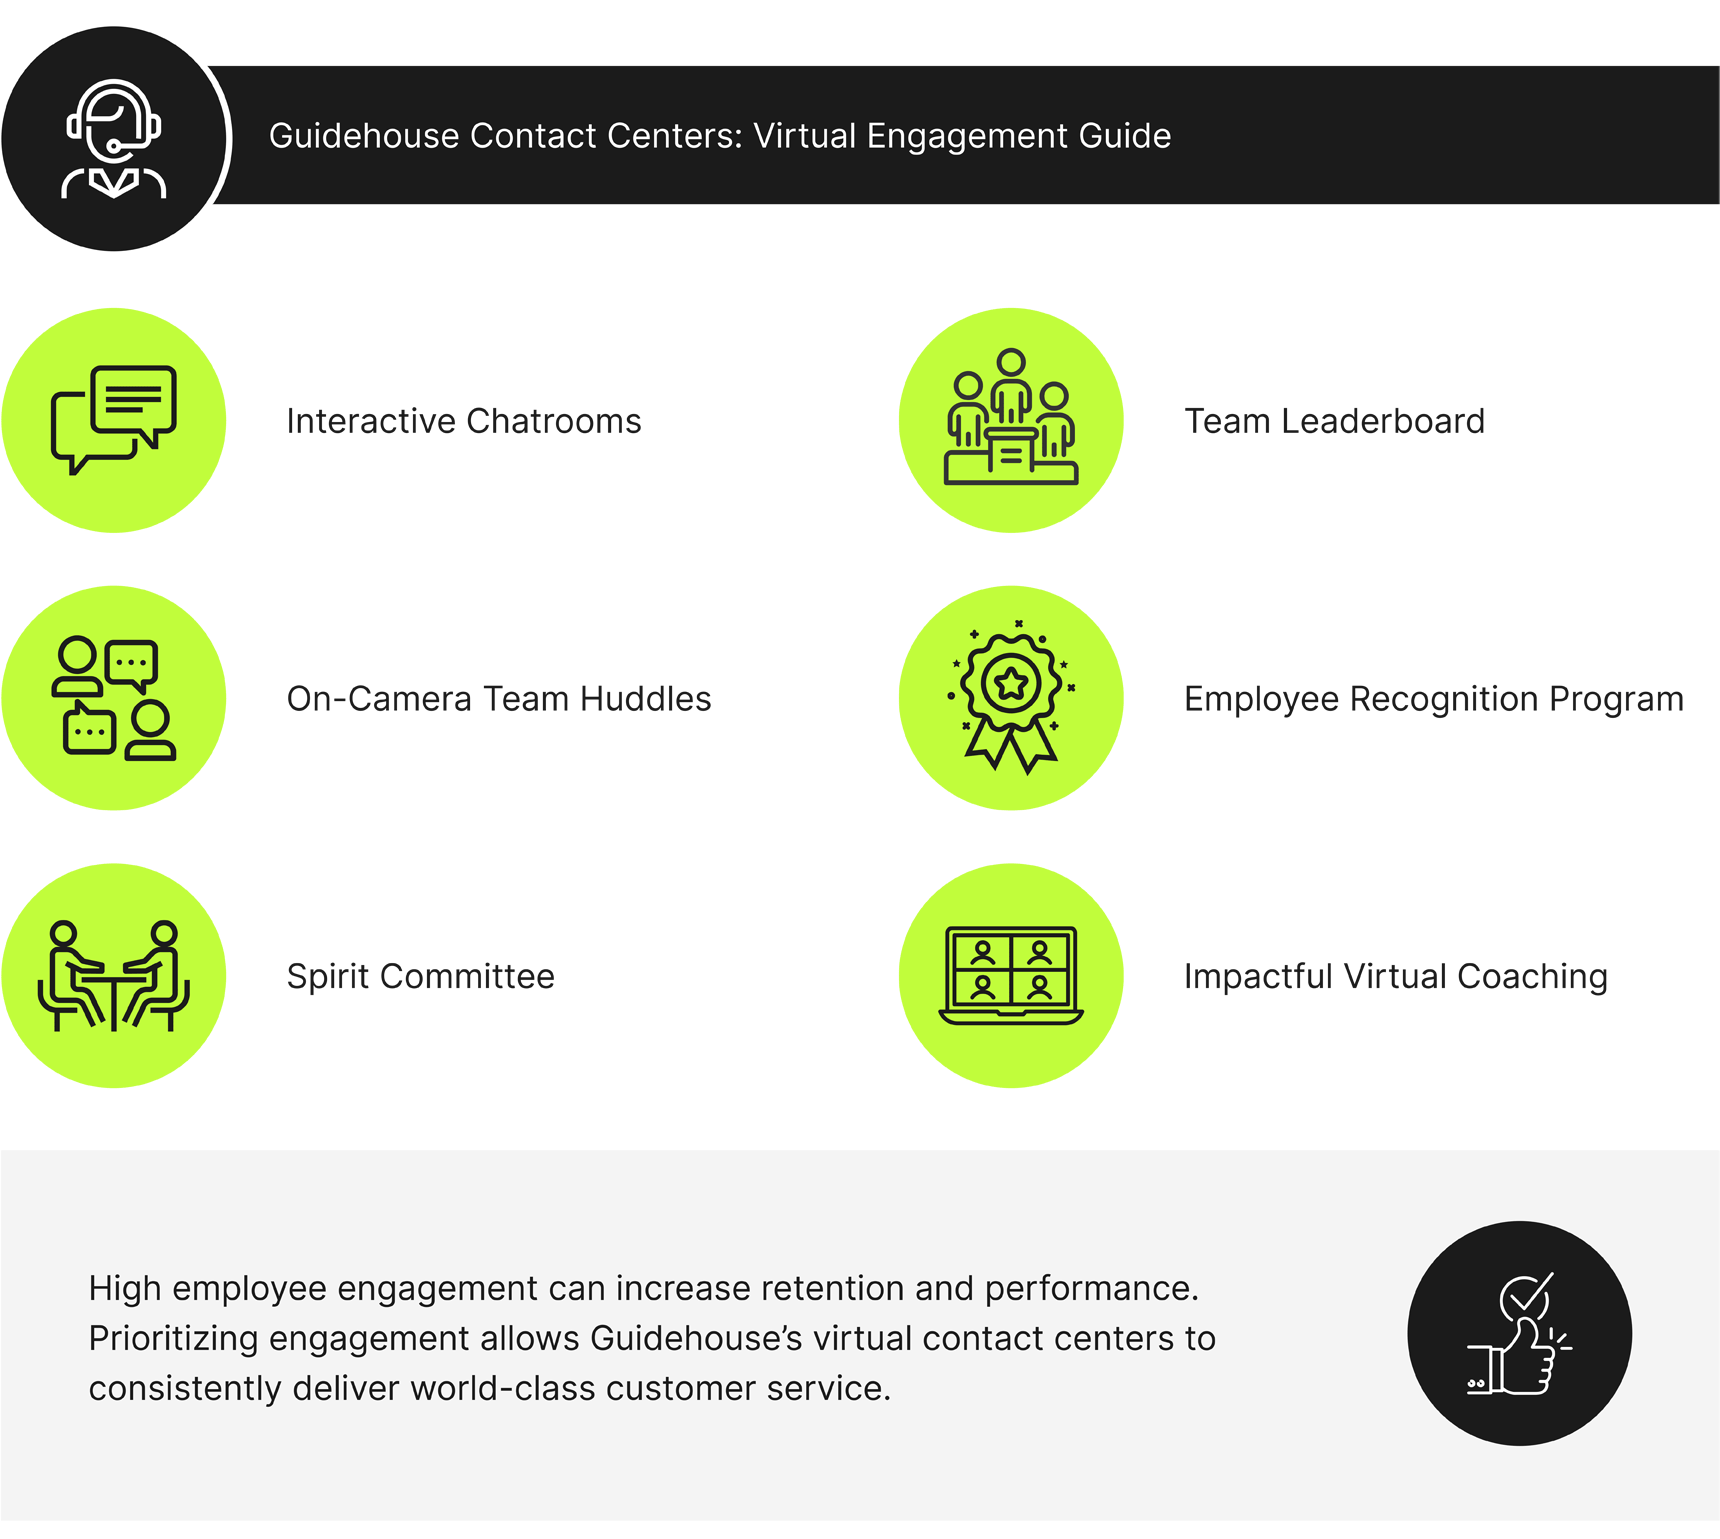 Guidehouse Contact Centers: Virtual Engagement Guide
Interactive Chatrooms
Team Leaderboard
On-Camera Team Huddles
Employee Recognition Program
Spirit Committee
Impactful Virtual Coaching
High employee engagement can increase retention and performance.
Prioritizing engagement allows Guidehouse’s virtual contact centers to
consistently deliver world-class customer service.